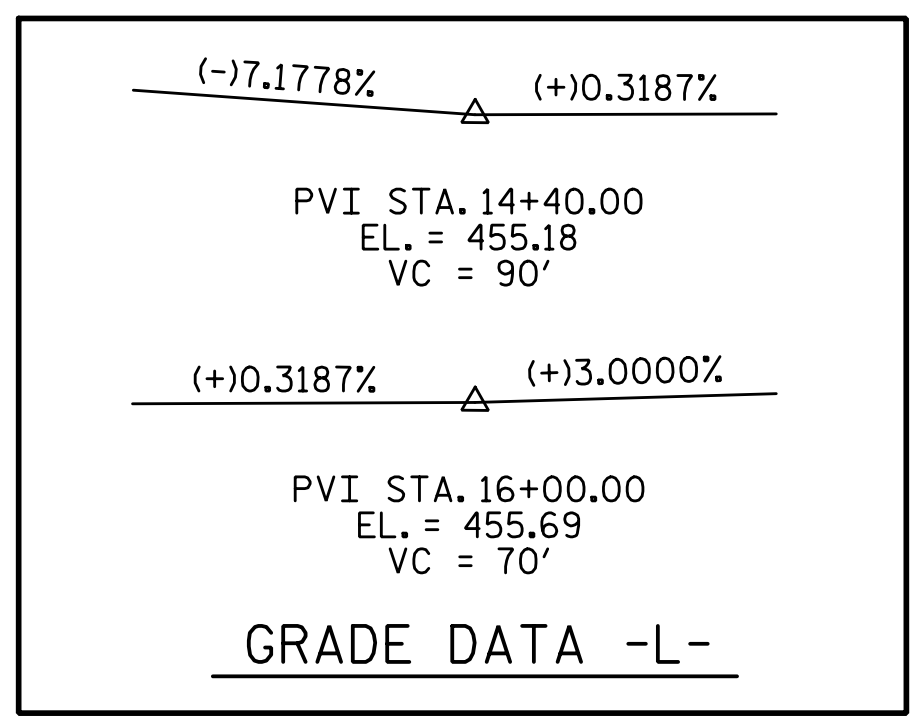 (-)7.1778% (+)0.3187%
PVI STA. 14+40.00
EL. = 455.18
VC = 90'
(+)0.3187% (+)3.0000%
PVI STA. 16+00.00
EL. = 455.69
VC = 70'
GRADE DATA -L-